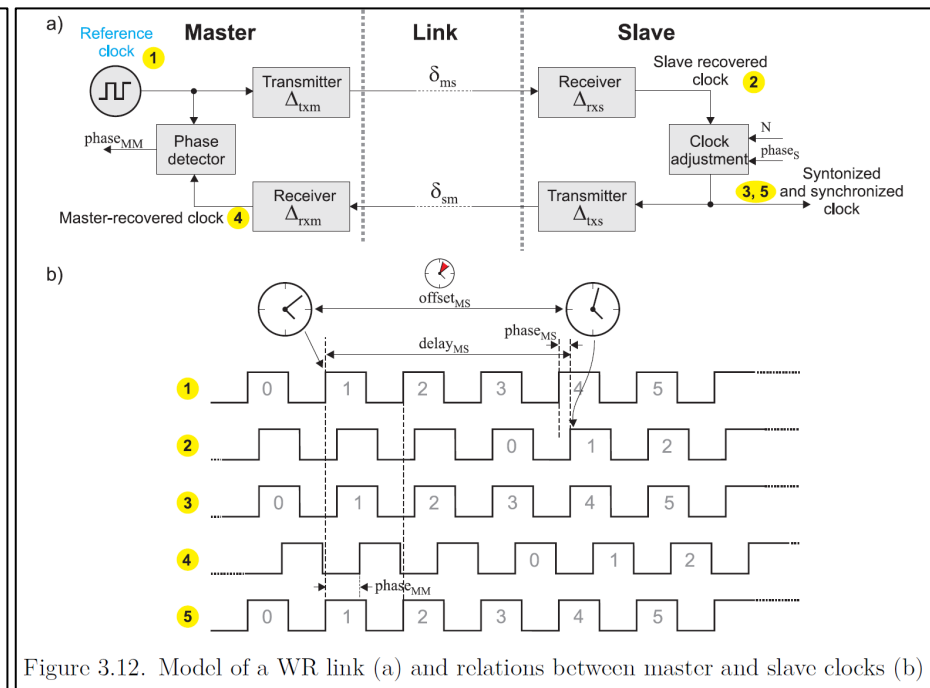 a)
Master
Link
Slave
Reference
clock
1
Transmitter
Δtxm
δms
Receiver
Δrxs
Slave recovered
clock
2
phaseMM
Phase
detector
Clock
adjustment
N
phaseS
Receiver
Δrxm
δsm
Transmitter
Δtxs
3, 5
Syntonized
and synchronized
clock
Master-recovered clock 4
b)
offsetMS
phaseMS
delayMS
1 0 1 2 3 4 5
2 0 1 2
3 0 1 2 3 4 5
4 0 1 2
phaseMM
5 0 1 2 3 4 5
Figure 3.12. Model of a WR link (a) and relations between master and slave clocks (b)